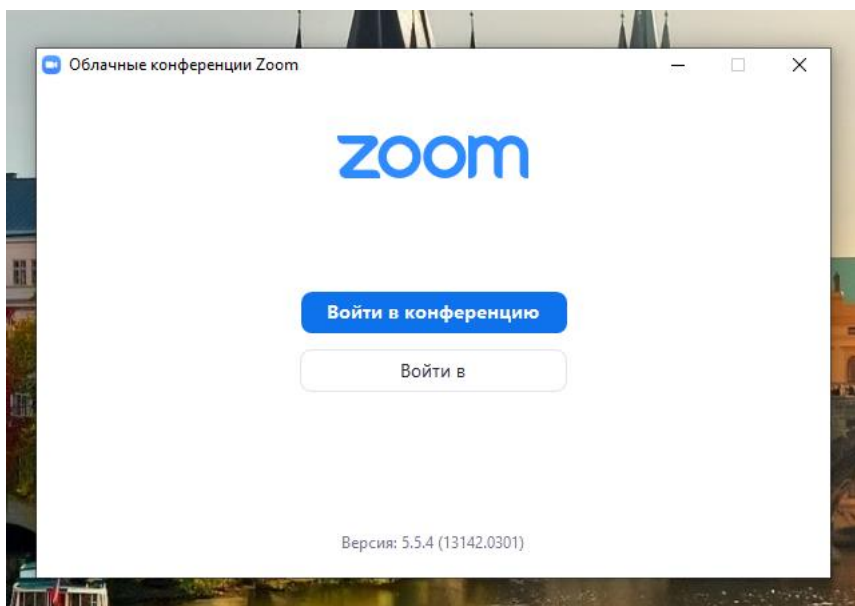 Облачные конференции Zoom
zoom
Войти в конференцию
Войти в
Версия: 5.5.4 (13142.0301)